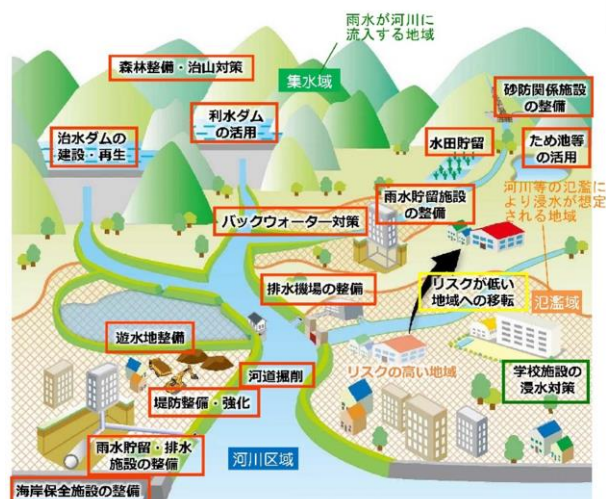 雨水が河川に
流入する地域
森林整備・治山対策
集水域
砂防関係施設
の整備
治水ダムの
建設・再生
利水ダム
の活用
水田貯留
ため池等
の活用
河川等の氾濫に
より浸水が想定
される地域
バックウォーター対策
雨水貯留施設
の整備
排水機場の整備
リスクが低い
地域への移転
氾濫域
遊水地整備
河道掘削
リスクの高い地域
学校施設の
浸水対策
堤防整備・強化
雨水貯留・排水
施設の整備
河川区域
海岸保全施設の整備